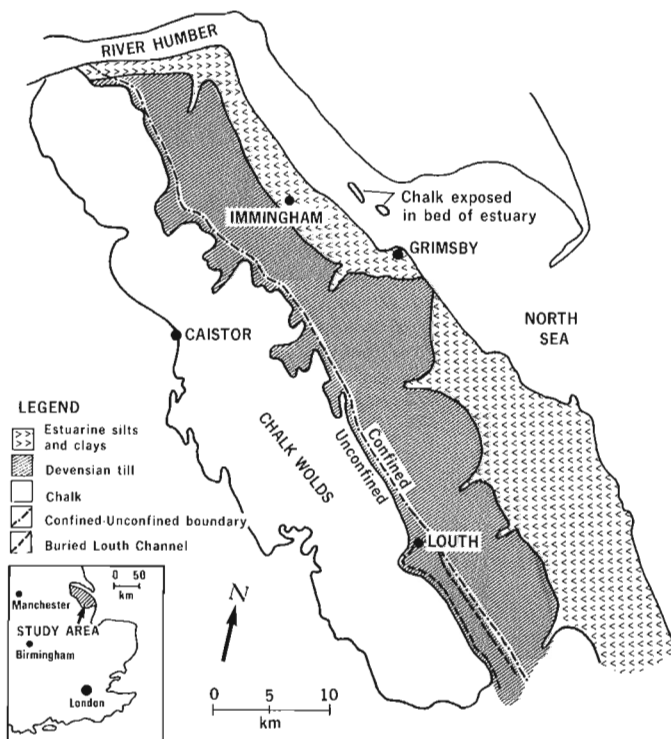 RIVER HUMBER
Chalk exposed
in bed of estuary
IMMINGHAM
GRIMSBY
NORTH
SEA
CAISTOR
CHALK WOLDS
Confined
Unconfined
LOUTH
LEGEND
Estuarine silts
and clays
Devensian till
Chalk
Confined-Unconfined boundary
Buried Louth Channel
0 50
km
Manchester
STUDY AREA
Birmingham
London
N
0 5 10
km